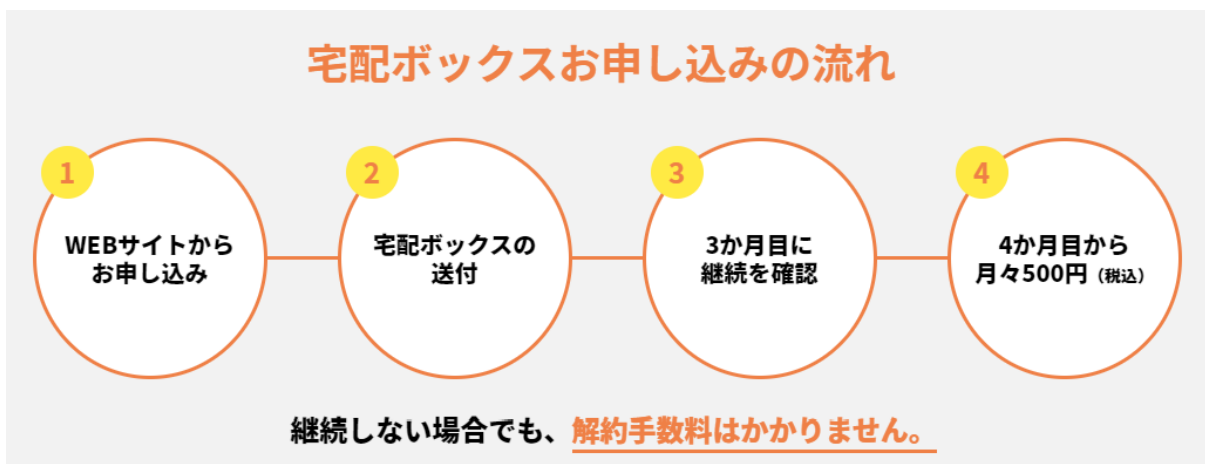 宅配ボックスお申し込みの流れ
1
WEBサイトから
お申し込み
2
宅配ボックスの
送付
3
3か月目に
継続を確認
4
4か月目から
月々500円（税込）
継続しない場合でも、解約手数料はかかりません。